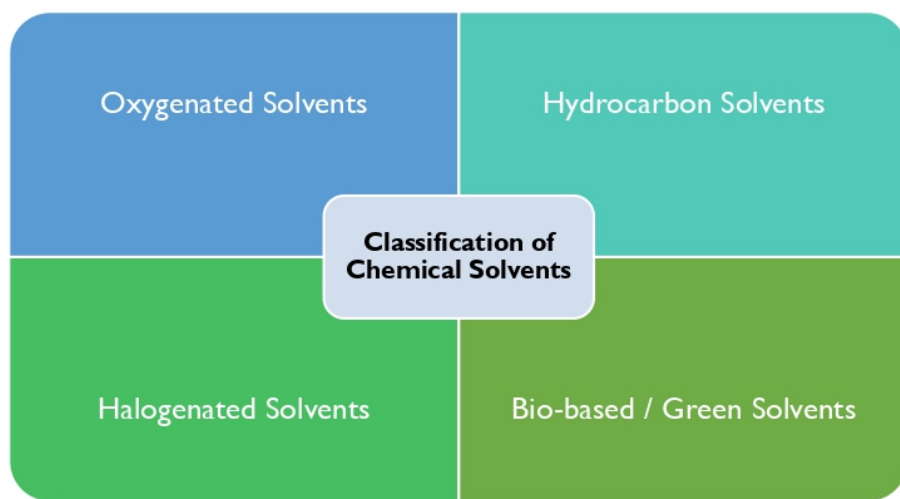 Oxygenated Solvents
Hydrocarbon Solvents
Classification of
Chemical Solvents
Halogenated Solvents
Bio-based / Green Solvents